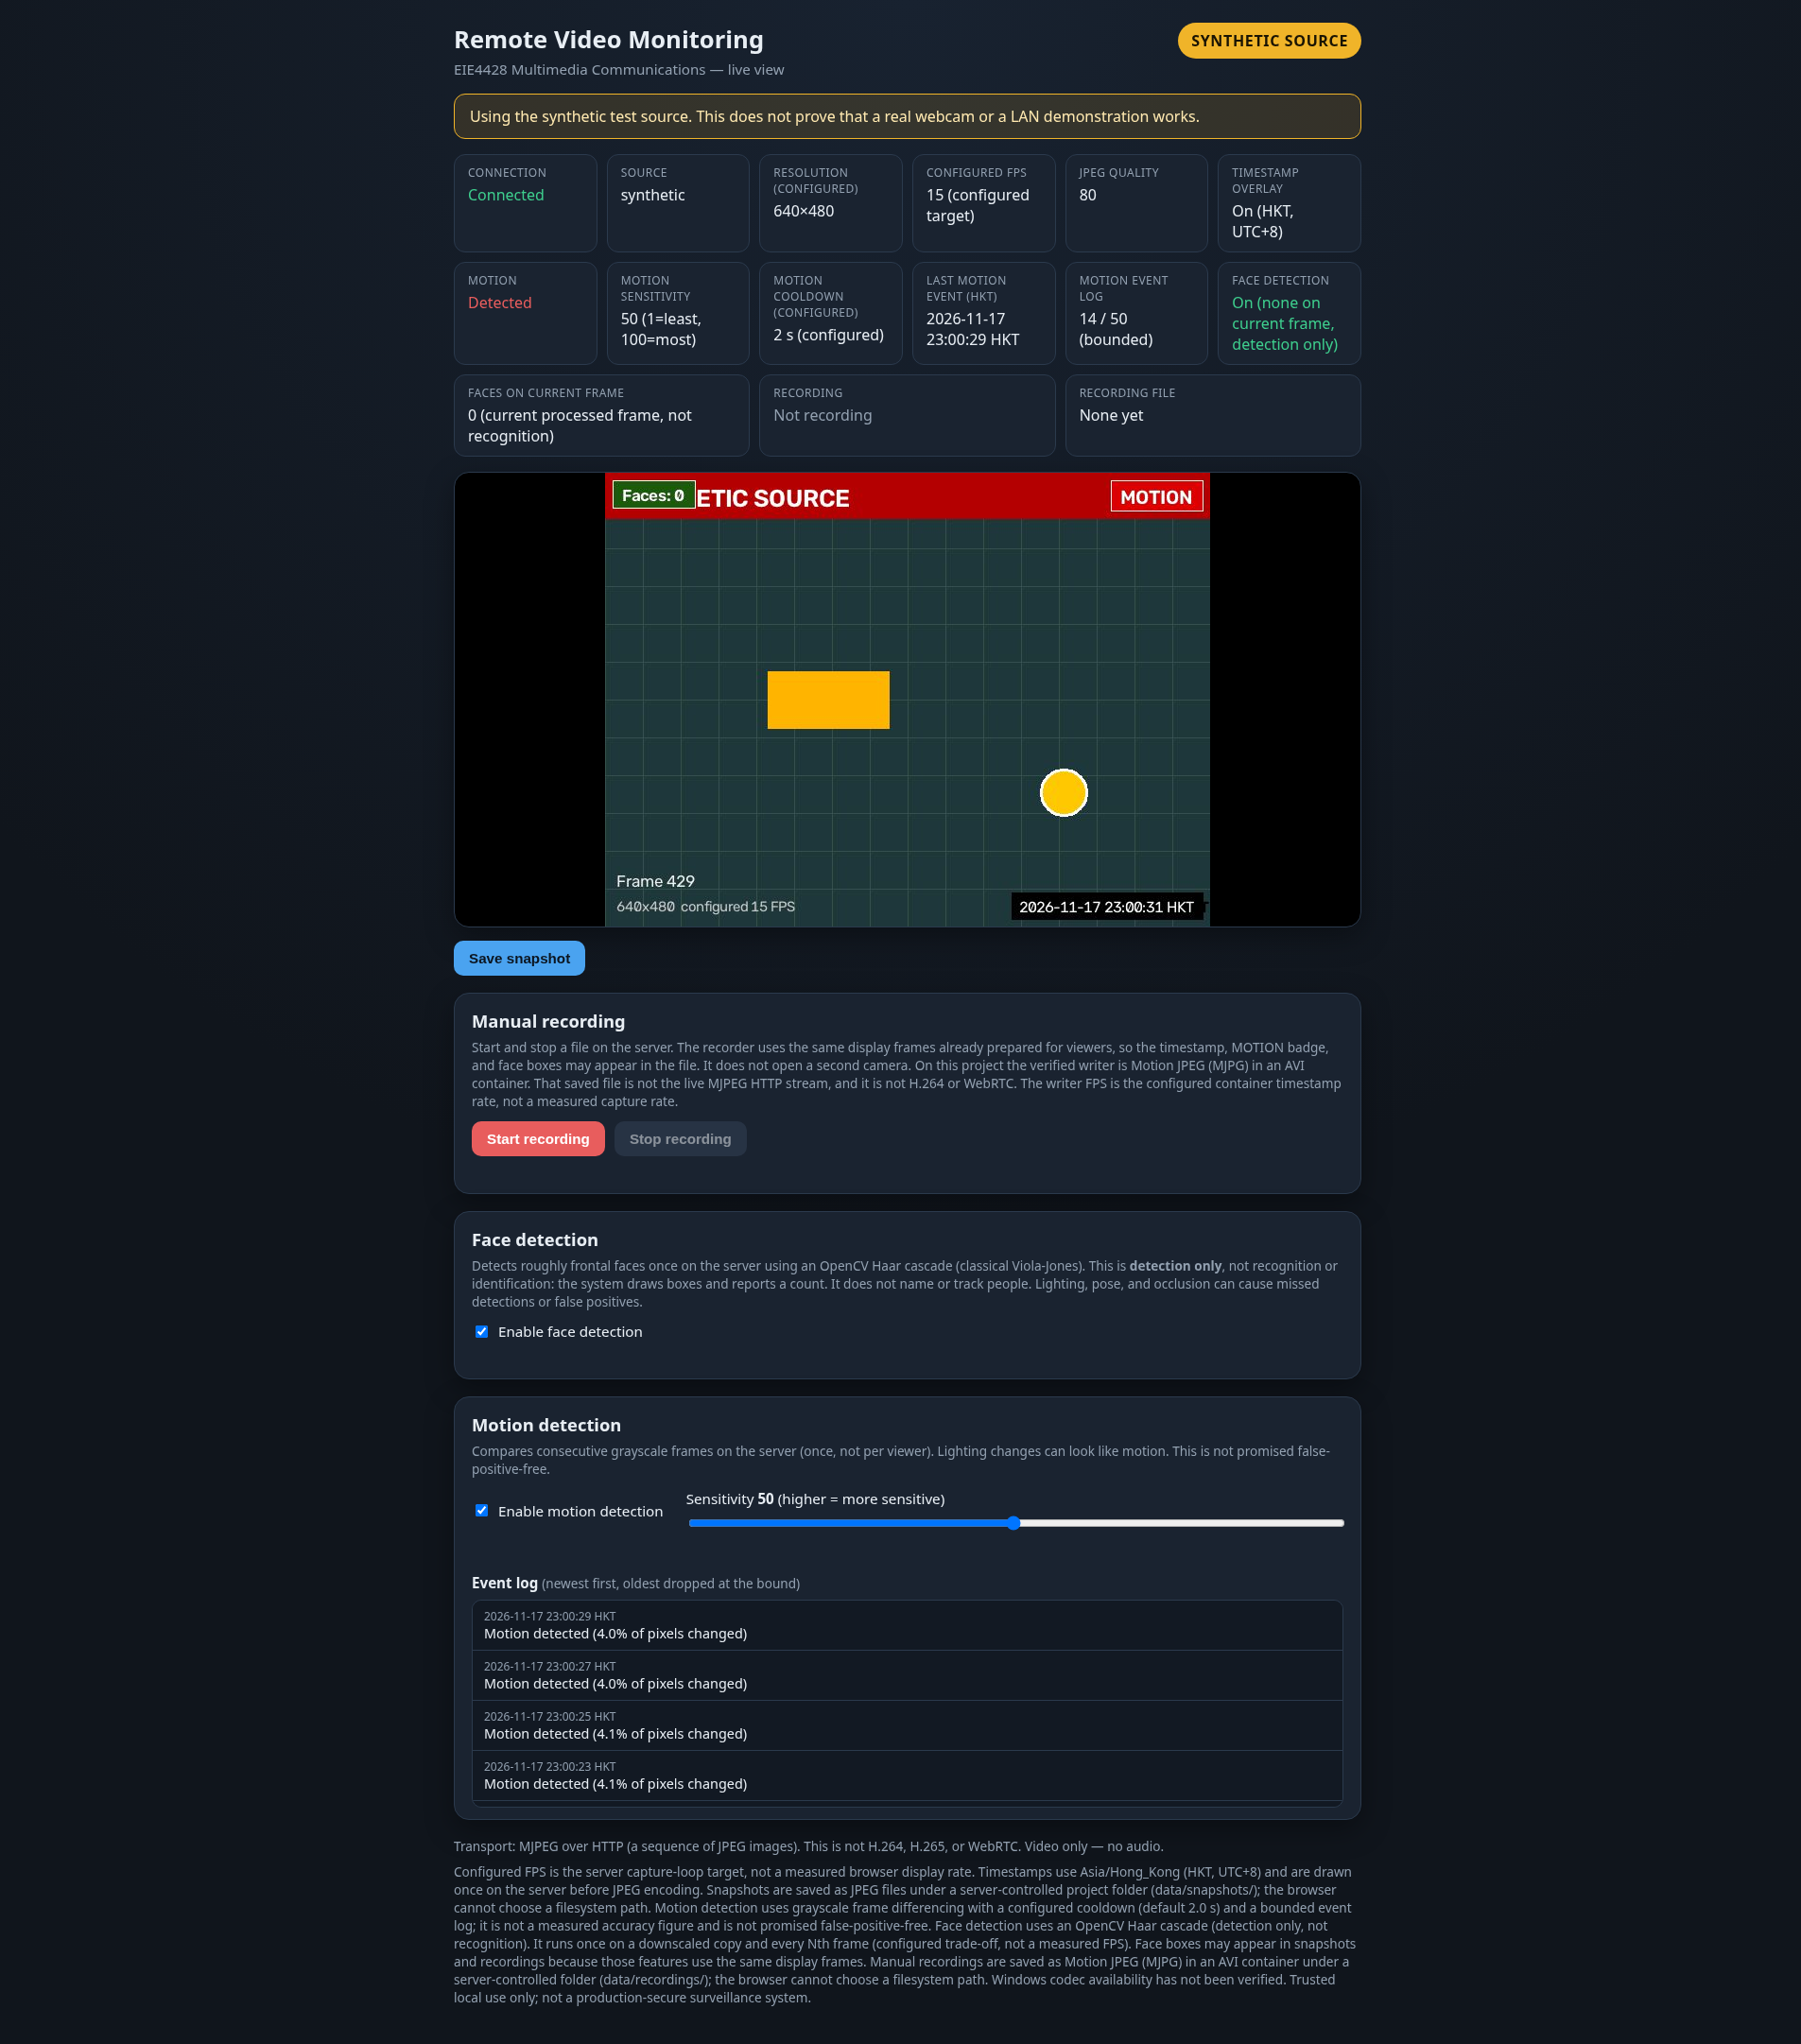 Remote Video Monitoring
SYNTHETIC SOURCE
EIE4428 Multimedia Communications — live view
Using the synthetic test source. This does not prove that a real webcam or a LAN demonstration works.
CONNECTION
Connected
SOURCE
synthetic
RESOLUTION
(CONFIGURED)
640×480
CONFIGURED FPS
15 (configured
target)
JPEG QUALITY
80
TIMESTAMP
OVERLAY
On (HKT,
UTC+8)
MOTION
Detected
MOTION
SENSITIVITY
50 (1=least,
100=most)
MOTION
COOLDOWN
(CONFIGURED)
2 s (configured)
LAST MOTION
EVENT (HKT)
2026-11-17
23:00:29 HKT
MOTION EVENT
LOG
14 / 50
(bounded)
FACE DETECTION
On (none on
current frame,
detection only)
FACES ON CURRENT FRAME
0 (current processed frame, not
recognition)
RECORDING
Not recording
RECORDING FILE
None yet
Faces: 0
ETIC SOURCE
MOTION
Frame 429
640x480 configured 15 FPS
2026-11-17 23:00:31 HKT
Save snapshot
Manual recording
Start and stop a file on the server. The recorder uses the same display frames already prepared for viewers, so the timestamp, MOTION badge,
and face boxes may appear in the file. It does not open a second camera. On this project the verified writer is Motion JPEG (MJPG) in an AVI
container. That saved file is not the live MJPEG HTTP stream, and it is not H.264 or WebRTC. The writer FPS is the configured container timestamp
rate, not a measured capture rate.
Start recording
Stop recording
Face detection
Detects roughly frontal faces once on the server using an OpenCV Haar cascade (classical Viola-Jones). This is detection only, not recognition or
identification: the system draws boxes and reports a count. It does not name or track people. Lighting, pose, and occlusion can cause missed
detections or false positives.
Enable face detection
Motion detection
Compares consecutive grayscale frames on the server (once, not per viewer). Lighting changes can look like motion. This is not promised false-
positive-free.
Enable motion detection
Sensitivity 50 (higher = more sensitive)
Event log (newest first, oldest dropped at the bound)
2026-11-17 23:00:29 HKT
Motion detected (4.0% of pixels changed)
2026-11-17 23:00:27 HKT
Motion detected (4.0% of pixels changed)
2026-11-17 23:00:25 HKT
Motion detected (4.1% of pixels changed)
2026-11-17 23:00:23 HKT
Motion detected (4.1% of pixels changed)
Transport: MJPEG over HTTP (a sequence of JPEG images). This is not H.264, H.265, or WebRTC. Video only — no audio.
Configured FPS is the server capture-loop target, not a measured browser display rate. Timestamps use Asia/Hong_Kong (HKT, UTC+8) and are drawn
once on the server before JPEG encoding. Snapshots are saved as JPEG files under a server-controlled project folder (data/snapshots/); the browser
cannot choose a filesystem path. Motion detection uses grayscale frame differencing with a configured cooldown (default 2.0 s) and a bounded event
log; it is not a measured accuracy figure and is not promised false-positive-free. Face detection uses an OpenCV Haar cascade (detection only, not
recognition). It runs once on a downscaled copy and every Nth frame (configured trade-off, not a measured FPS). Face boxes may appear in snapshots
and recordings because those features use the same display frames. Manual recordings are saved as Motion JPEG (MJPG) in an AVI container under a
server-controlled folder (data/recordings/); the browser cannot choose a filesystem path. Windows codec availability has not been verified. Trusted
local use only; not a production-secure surveillance system.